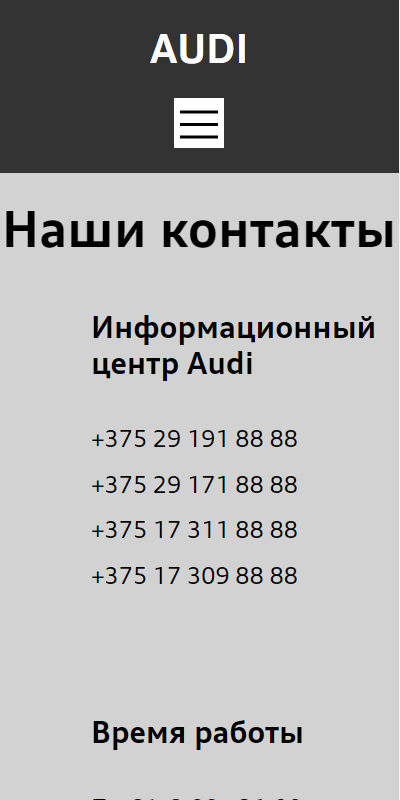 AUDI
Наши контакты
Информационный
центр Audi
+375 29 191 88 88
+375 29 171 88 88
+375 17 311 88 88
+375 17 309 88 88
Время работы